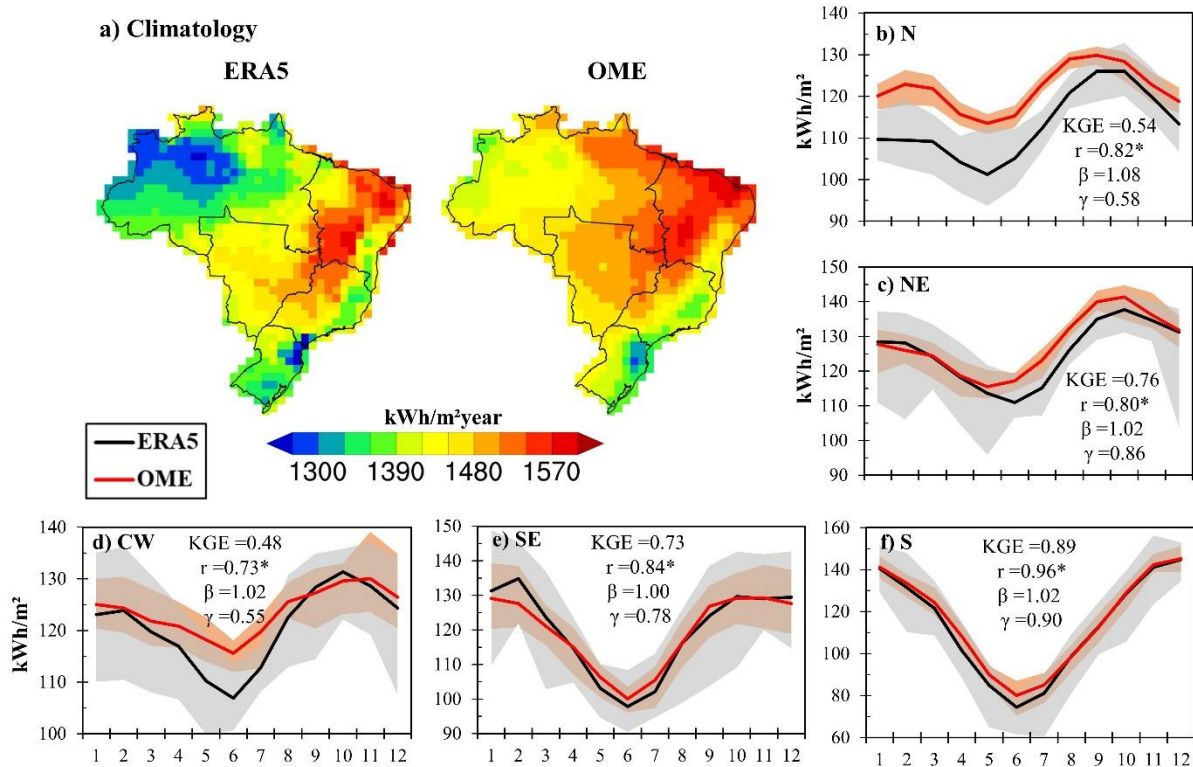 a) Climatology
ERA5
OME
kWh/m²year
1300 1390 1480 1570
ERA5
OME
b) N
kWh/m²
140
130
120
110
100
90
KGE =0.54
r =0.82*
β =1.08
γ =0.58
c) NE
kWh/m²
150
140
130
120
110
100
90
KGE =0.76
r =0.80*
β =1.02
γ =0.86
d) CW
kWh/m²
140
130
120
110
100
KGE =0.48
r =0.73*
β =1.02
γ =0.55
1 2 3 4 5 6 7 8 9 10 11 12
e) SE
150
140
130
120
110
100
90
KGE =0.73
r =0.84*
β =1.00
γ =0.78
1 2 3 4 5 6 7 8 9 10 11 12
f) S
160
140
120
100
80
60
KGE =0.89
r =0.96*
β =1.02
γ =0.90
1 2 3 4 5 6 7 8 9 10 11 12